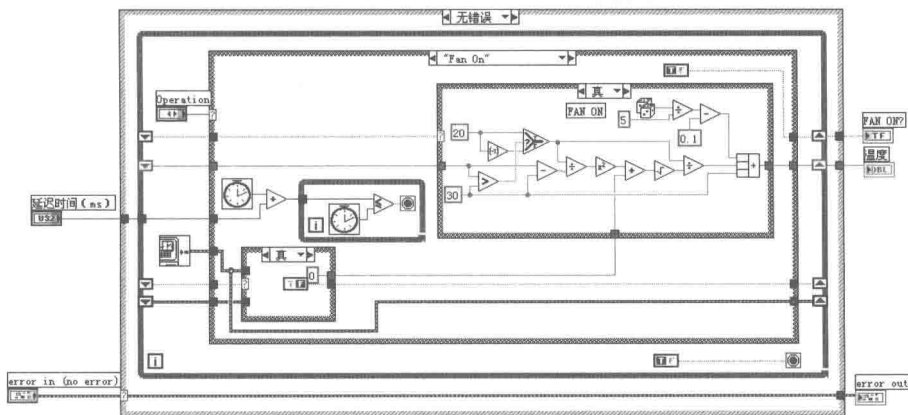 无错误
"Fan On"
T F
真
Operation
FAN ON
5
0.1
20
FAN ON?
TF
温度
DBL
30
延迟时间(ms)
U32
i
真
0
T F
i
T F
error in (no error)
error out